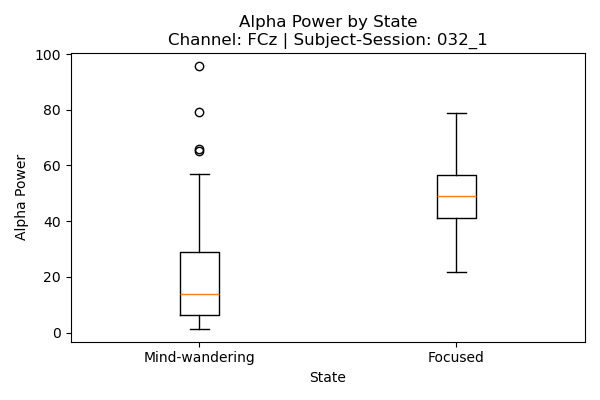 Alpha Power by State
Channel: FCz | Subject-Session: 032_1
100
80
60
40
20
0
Alpha Power
Mind-wandering
Focused
State